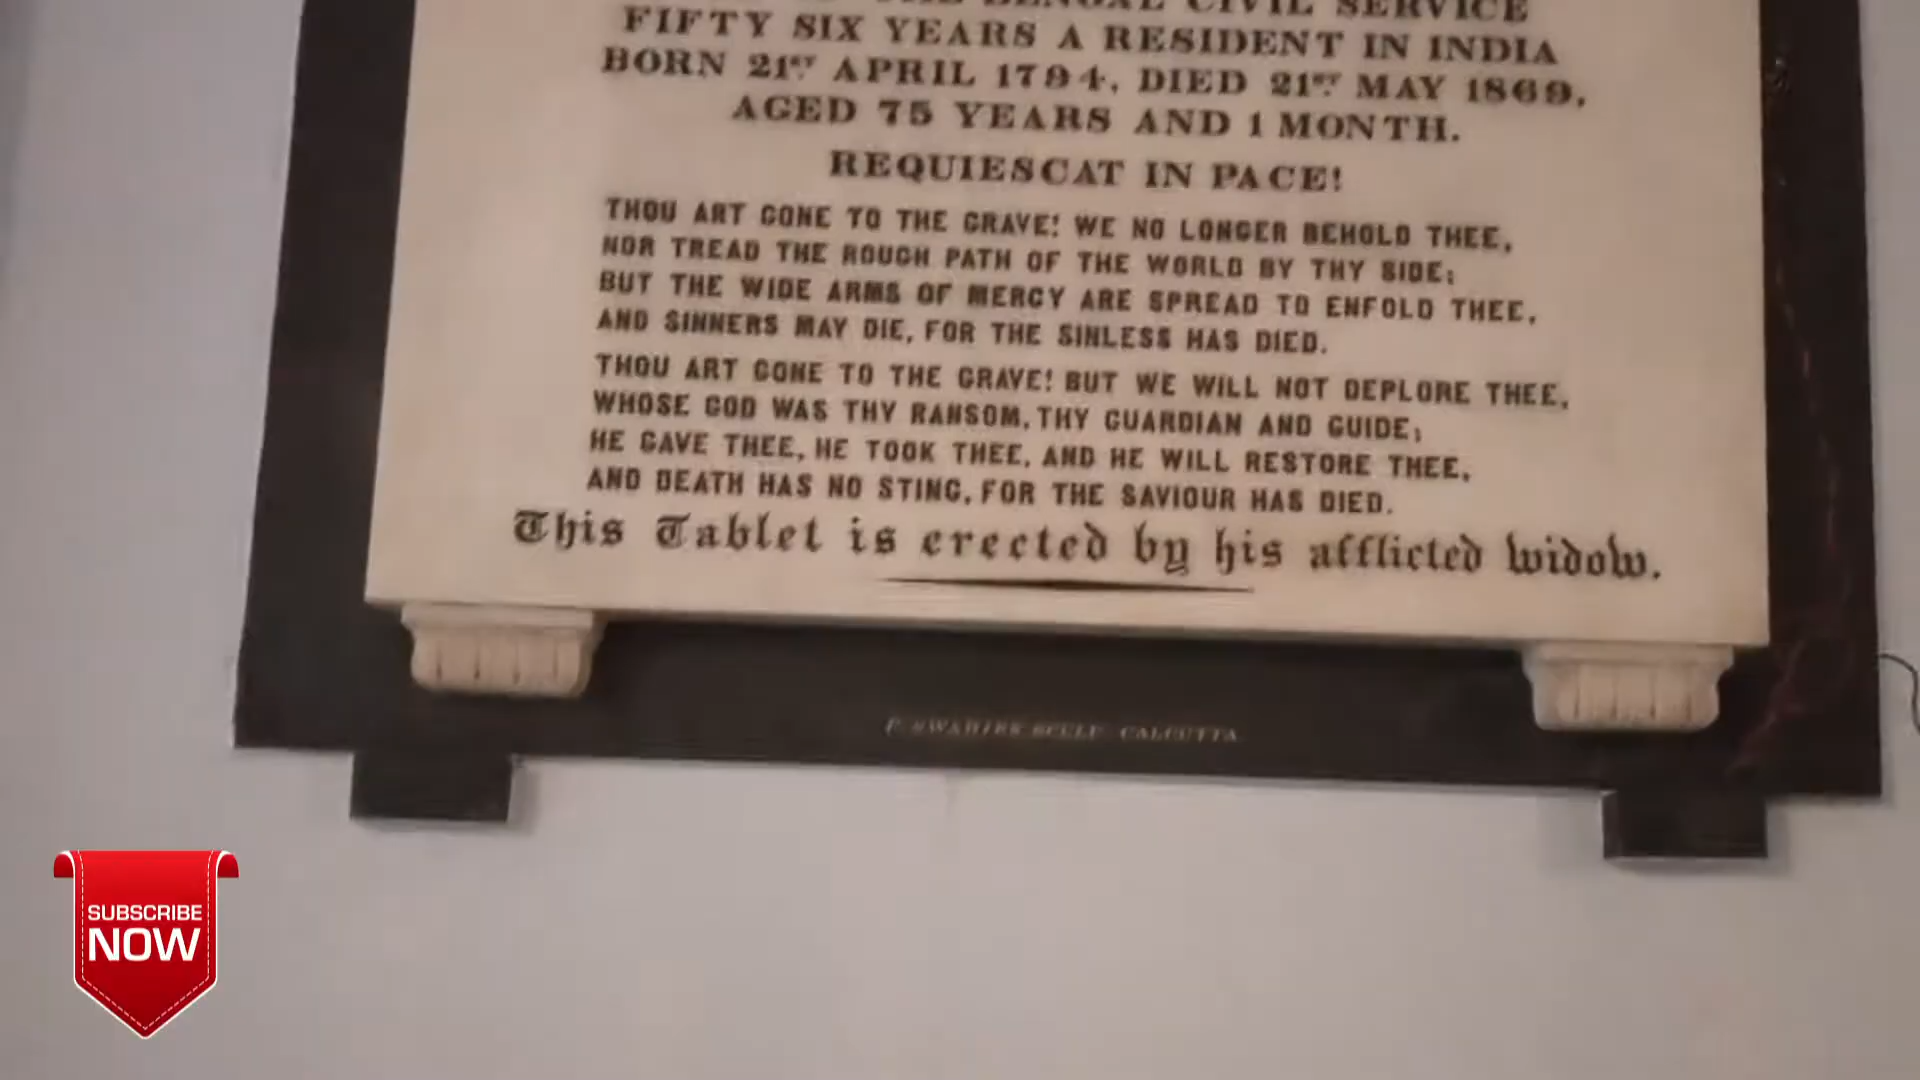 THE BENGAL CIVIL SERVICE
FIFTY SIX YEARS A RESIDENT IN INDIA
BORN 21ST APRIL 1794, DIED 21ST MAY 1869,
AGED 75 YEARS AND 1 MONTH.
REQUIESCAT IN PACE!
THOU ART GONE TO THE GRAVE! WE NO LONGER BEHOLD THEE,
NOR TREAD THE ROUGH PATH OF THE WORLD BY THY SIDE;
BUT THE WIDE ARMS OF MERCY ARE SPREAD TO ENFOLD THEE,
AND SINNERS MAY DIE, FOR THE SINLESS HAS DIED.
THOU ART GONE TO THE GRAVE! BUT WE WILL NOT DEPLORE THEE,
WHOSE GOD WAS THY RANSOM, THY GUARDIAN AND GUIDE;
HE GAVE THEE, HE TOOK THEE, AND HE WILL RESTORE THEE,
AND DEATH HAS NO STING, FOR THE SAVIOUR HAS DIED.
This Tablet is erected by his afflicted widow.
CALCUTTA
SUBSCRIBE
NOW